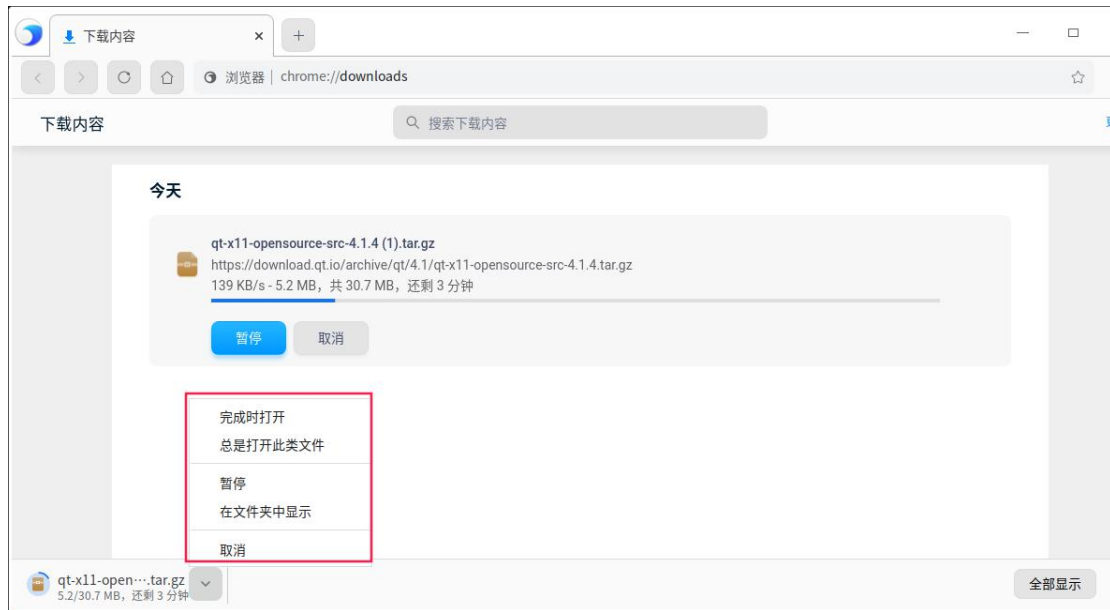 下载内容
浏览器 | chrome://downloads
下载内容
搜索下载内容
今天
qt-x11-opensource-src-4.1.4 (1).tar.gz
https://download.qt.io/archive/qt/4.1/qt-x11-opensource-src-4.1.4.tar.gz
139 KB/s - 5.2 MB，共 30.7 MB，还剩 3 分钟
暂停 取消
完成时打开
总是打开此类文件
暂停
在文件夹中显示
取消
qt-x11-open….tar.gz
5.2/30.7 MB，还剩 3 分钟
全部显示